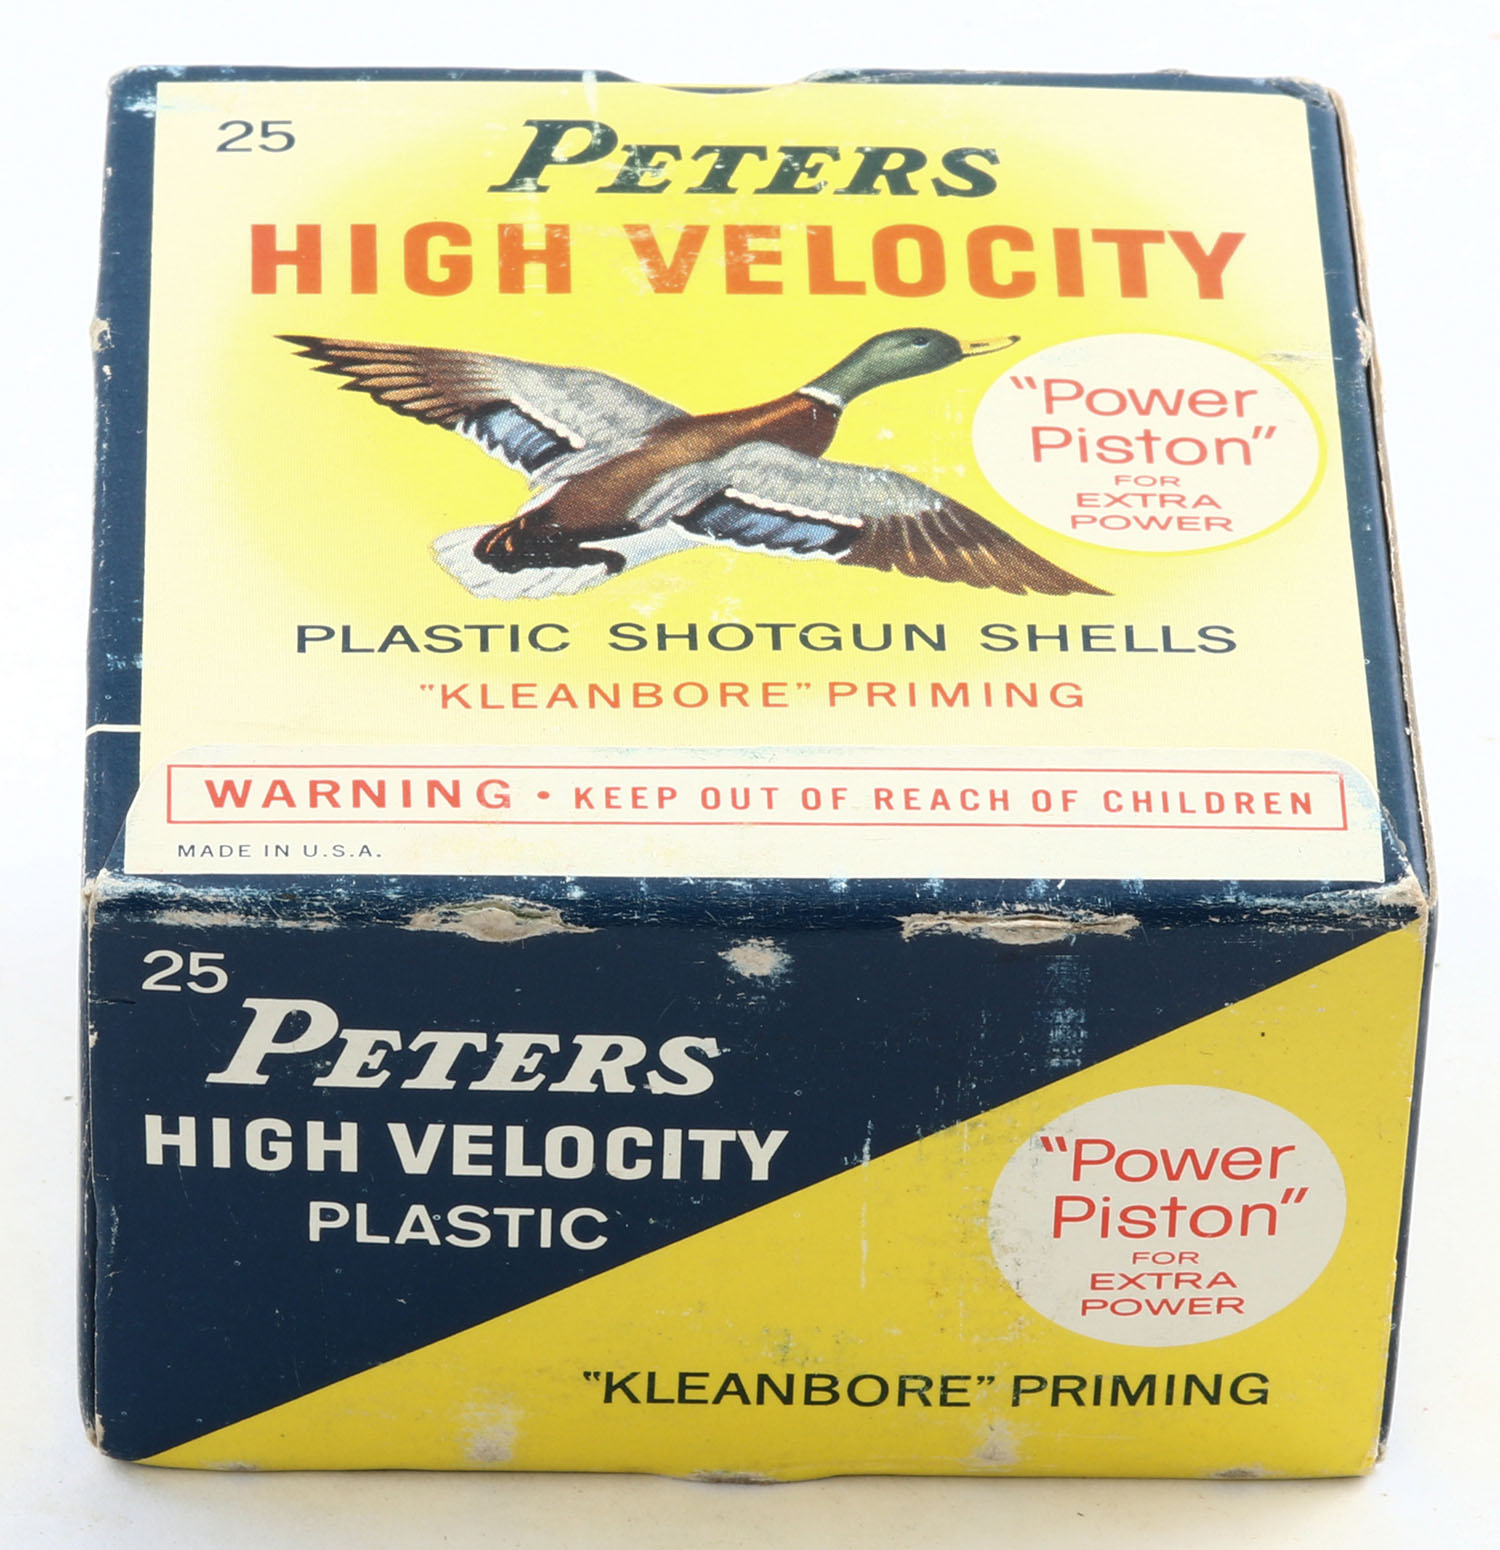 25
PETERS
HIGH VELOCITY
"Power
Piston"
FOR
EXTRA
POWER
PLASTIC SHOTGUN SHELLS
"KLEANBORE" PRIMING
WARNING • KEEP OUT OF REACH OF CHILDREN
MADE IN U.S.A.
25
PETERS
HIGH VELOCITY
PLASTIC
"Power
Piston"
FOR
EXTRA
POWER
"KLEANBORE" PRIMING